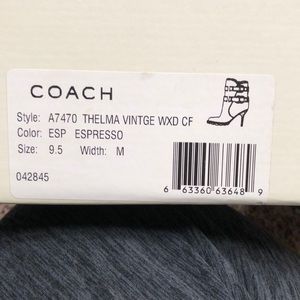 COACH
Style: A7470 THELMA VINTGE WXD CF
Color: ESP ESPRESSO
Size: 9.5 Width: M
042845
6 63360 63648 9